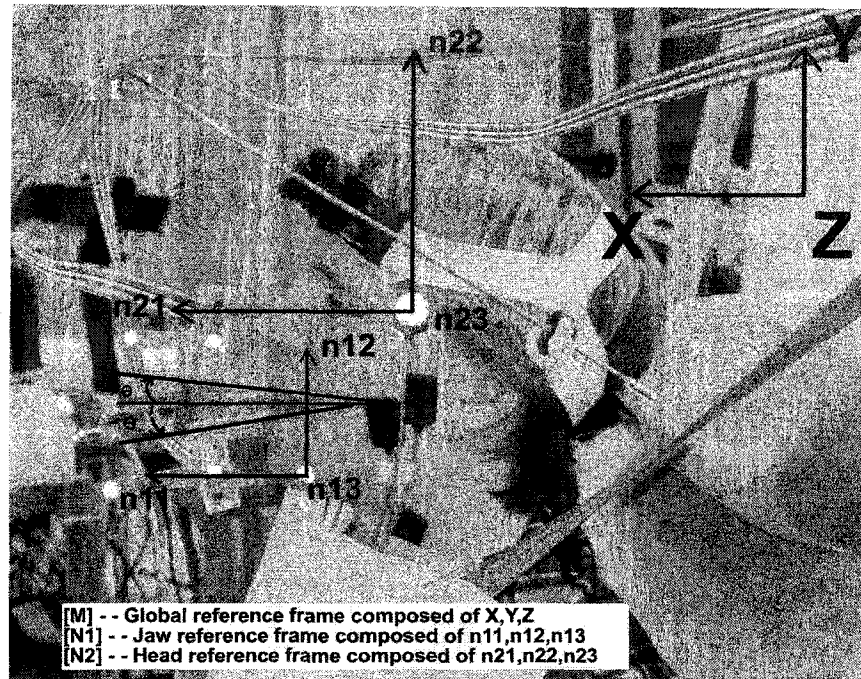 n22
Y
X
Z
n21
n23
n12
n11
n13
[M] - - Global reference frame composed of X,Y,Z
[N1] - - Jaw reference frame composed of n11,n12,n13
[N2] - - Head reference frame composed of n21,n22,n23